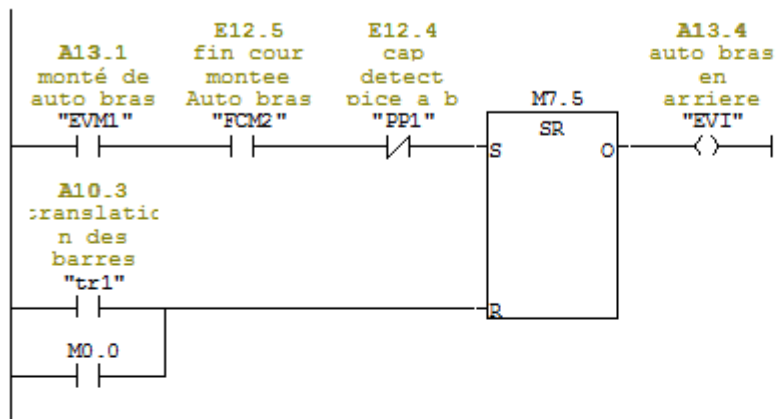 A13.1
monté de
auto bras
"EVM1"
E12.5
fin cour
montee
Auto bras
"FCM2"
E12.4
cap
detect
pice a b
"PP1"
M7.5
SR
S
O
R
A13.4
auto bras
en
arriere
"EVI"
A10.3
translatic
n des
barres
"tr1"
M0.0